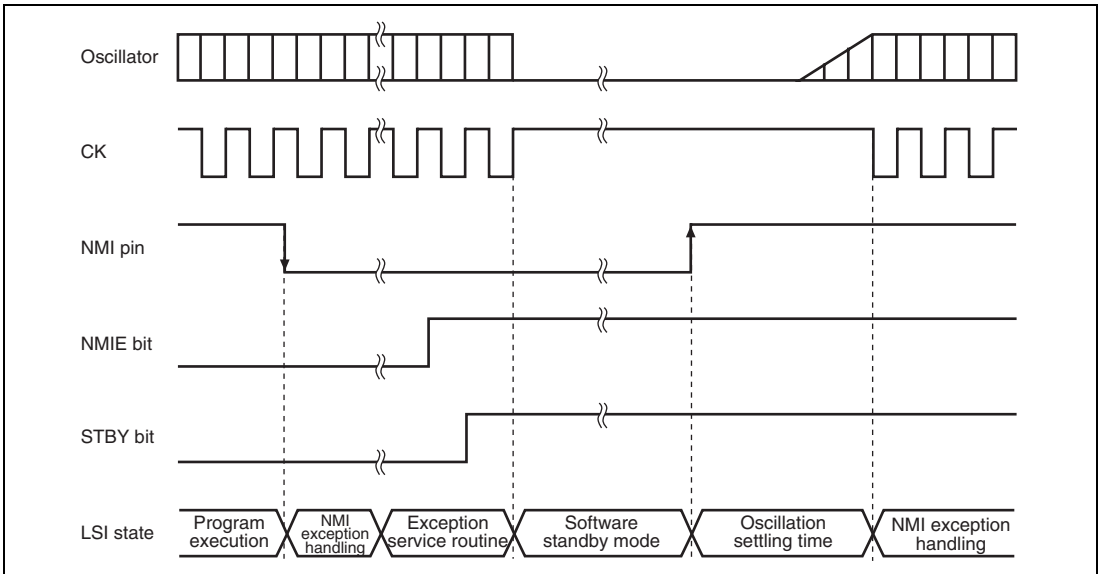 Oscillator
CK
NMI pin
NMIE bit
STBY bit
LSI state
Program
execution
NMI
exception
handling
Exception
service routine
Software
standby mode
Oscillation
settling time
NMI exception
handling